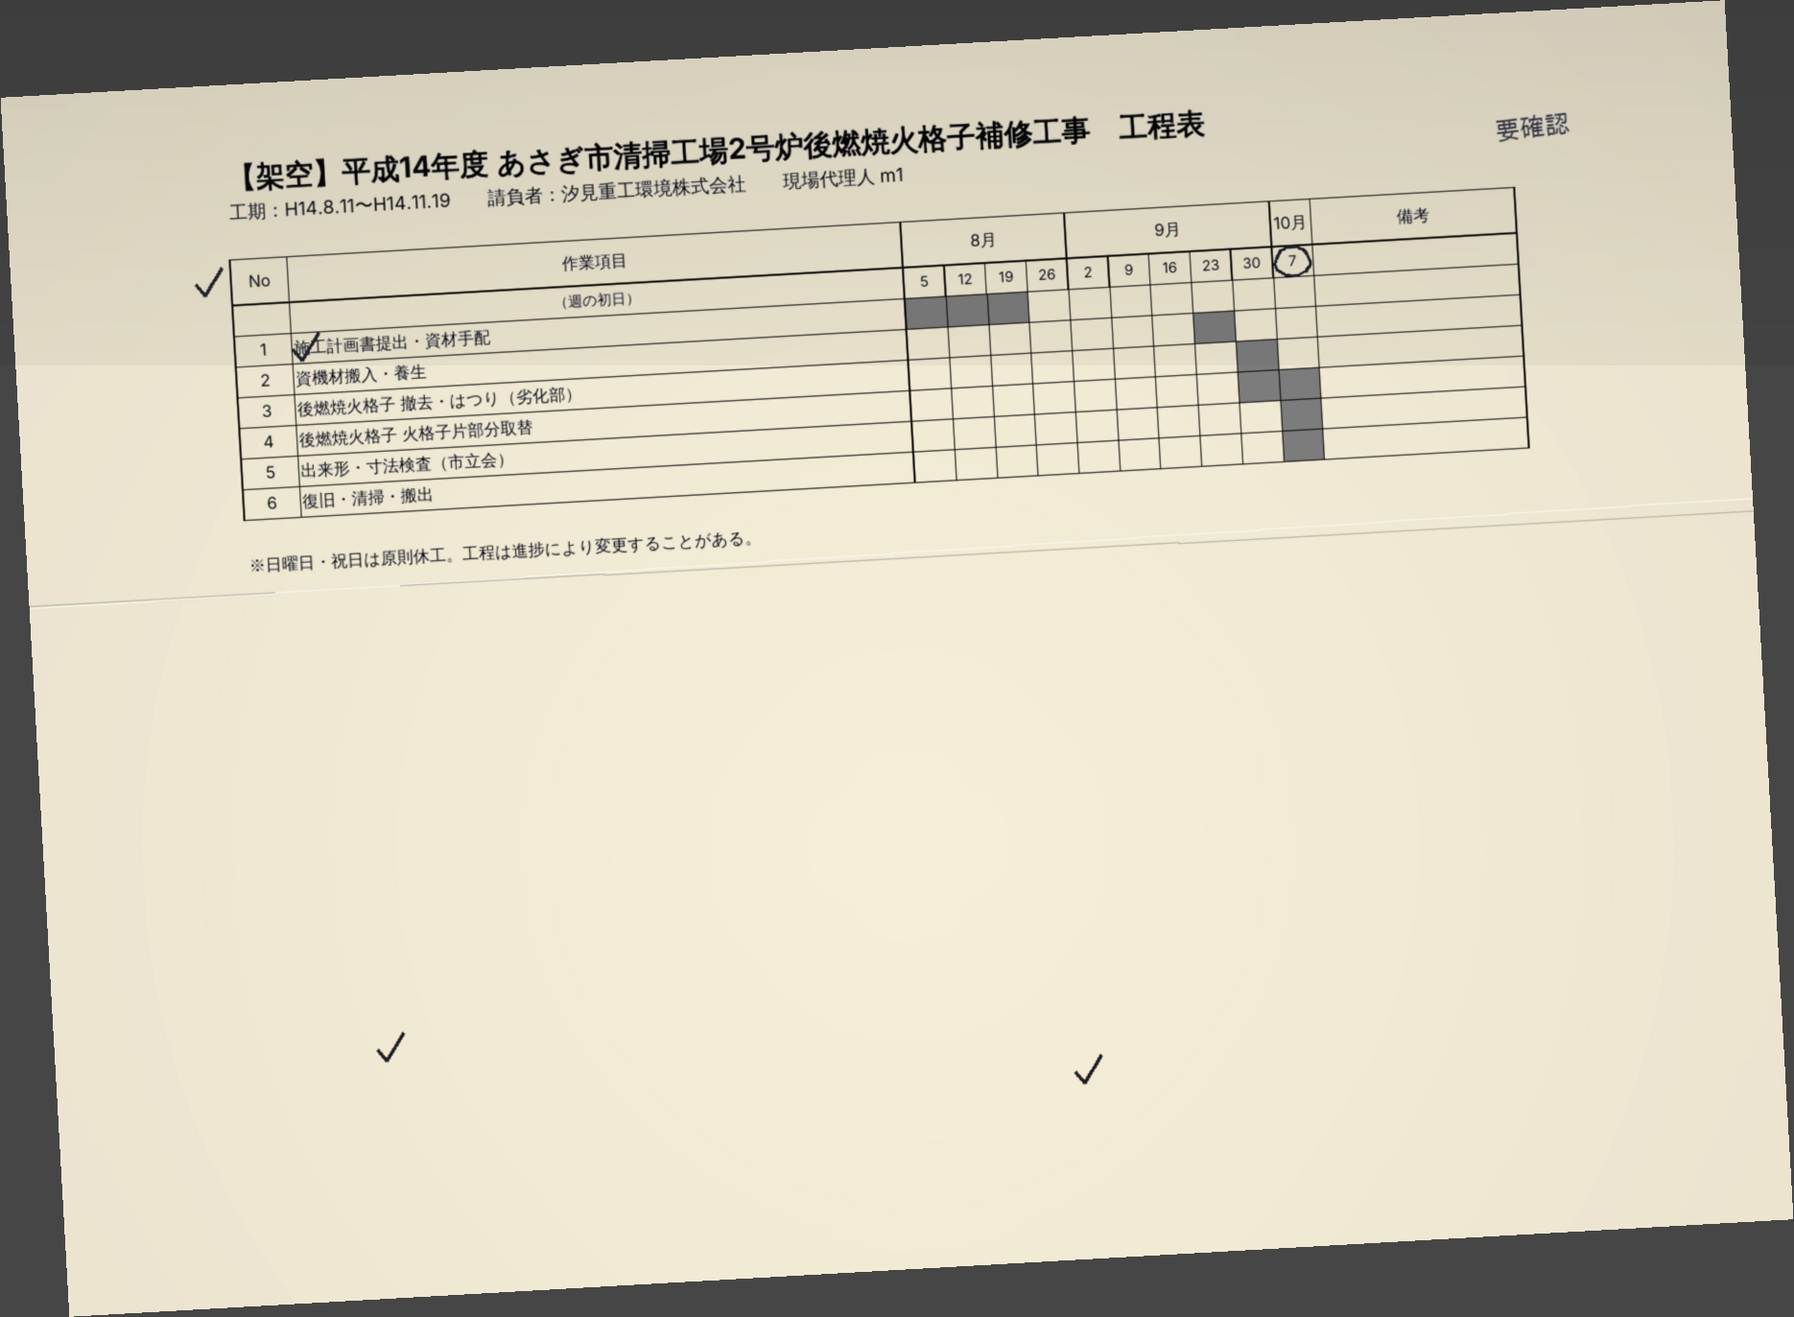 【架空】平成14年度 あさぎ市清掃工場2号炉後燃焼火格子補修工事　工程表
要確認
工期：H14.8.11〜H14.11.19　　請負者：汐見重工環境株式会社　　現場代理人 m1
No 作業項目 8月 9月 10月 備考
（週の初日） 5 12 19 26 2 9 16 23 30 7
1 施工計画書提出・資材手配
2 資機材搬入・養生
3 後燃焼火格子 撤去・はつり（劣化部）
4 後燃焼火格子 火格子片部分取替
5 出来形・寸法検査（市立会）
6 復旧・清掃・搬出
※日曜日・祝日は原則休工。工程は進捗により変更することがある。